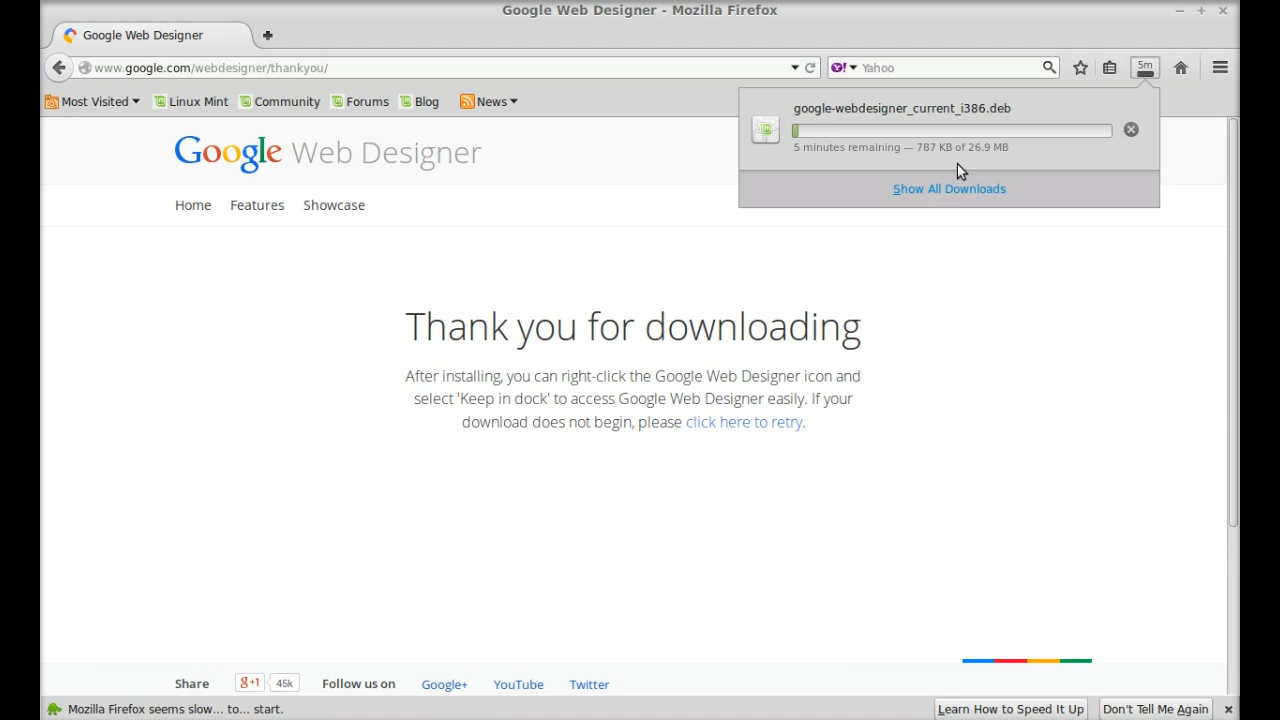 Google Web Designer - Mozilla Firefox
Google Web Designer
www.google.com/webdesigner/thankyou/
Yahoo
5m
Most Visited
Linux Mint
Community
Forums
Blog
News
google-webdesigner_current_i386.deb
5 minutes remaining — 787 KB of 26.9 MB
Show All Downloads
Google Web Designer
Home
Features
Showcase
Thank you for downloading
After installing, you can right-click the Google Web Designer icon and
select 'Keep in dock' to access Google Web Designer easily. If your
download does not begin, please click here to retry.
Share
g+1
45k
Follow us on
Google+
YouTube
Twitter
Mozilla Firefox seems slow... to... start.
Learn How to Speed It Up
Don't Tell Me Again